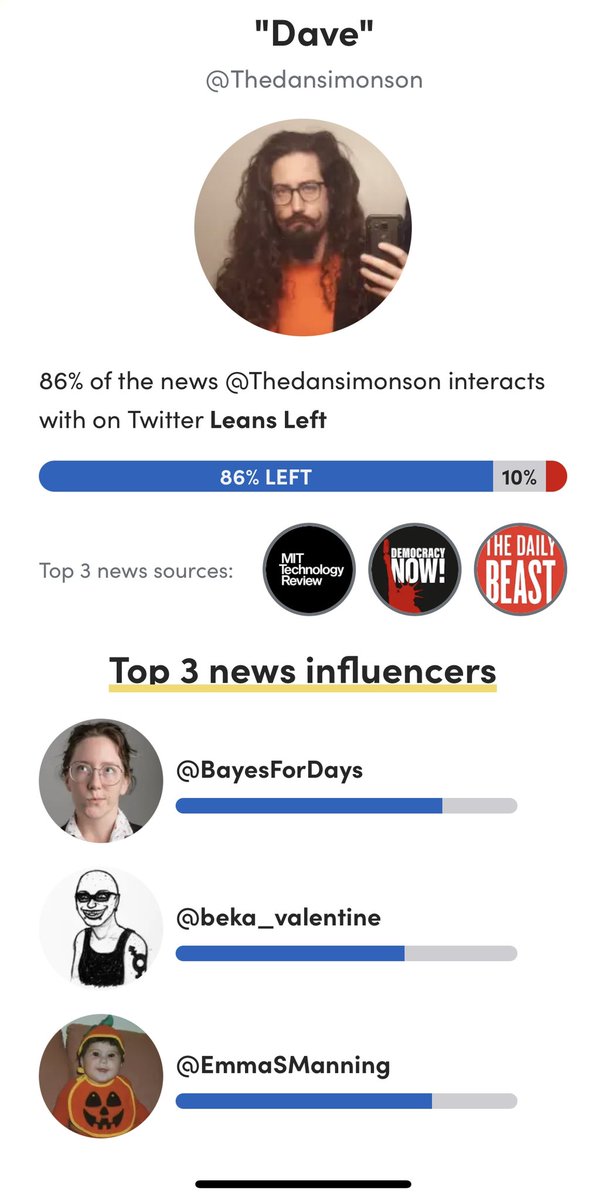 "Dave"
@Thedansimonson
86% of the news @Thedansimonson interacts
with on Twitter Leans Left
86% LEFT 10%
Top 3 news sources:
MIT
Technology
Review
DEMOCRACY
NOW!
THE DAILY
BEAST
Top 3 news influencers
@BayesForDays
@beka_valentine
@EmmaSManning